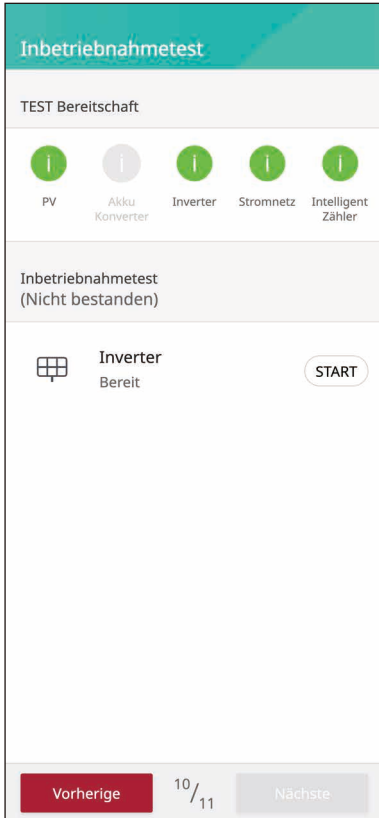 Inbetriebnahmetest
TEST Bereitschaft
i i i i i
PV Akku Inverter Stromnetz Intelligent
Konverter Zähler
Inbetriebnahmetest
(Nicht bestanden)
Inverter
Bereit
START
Vorherige 10/11 Nächste